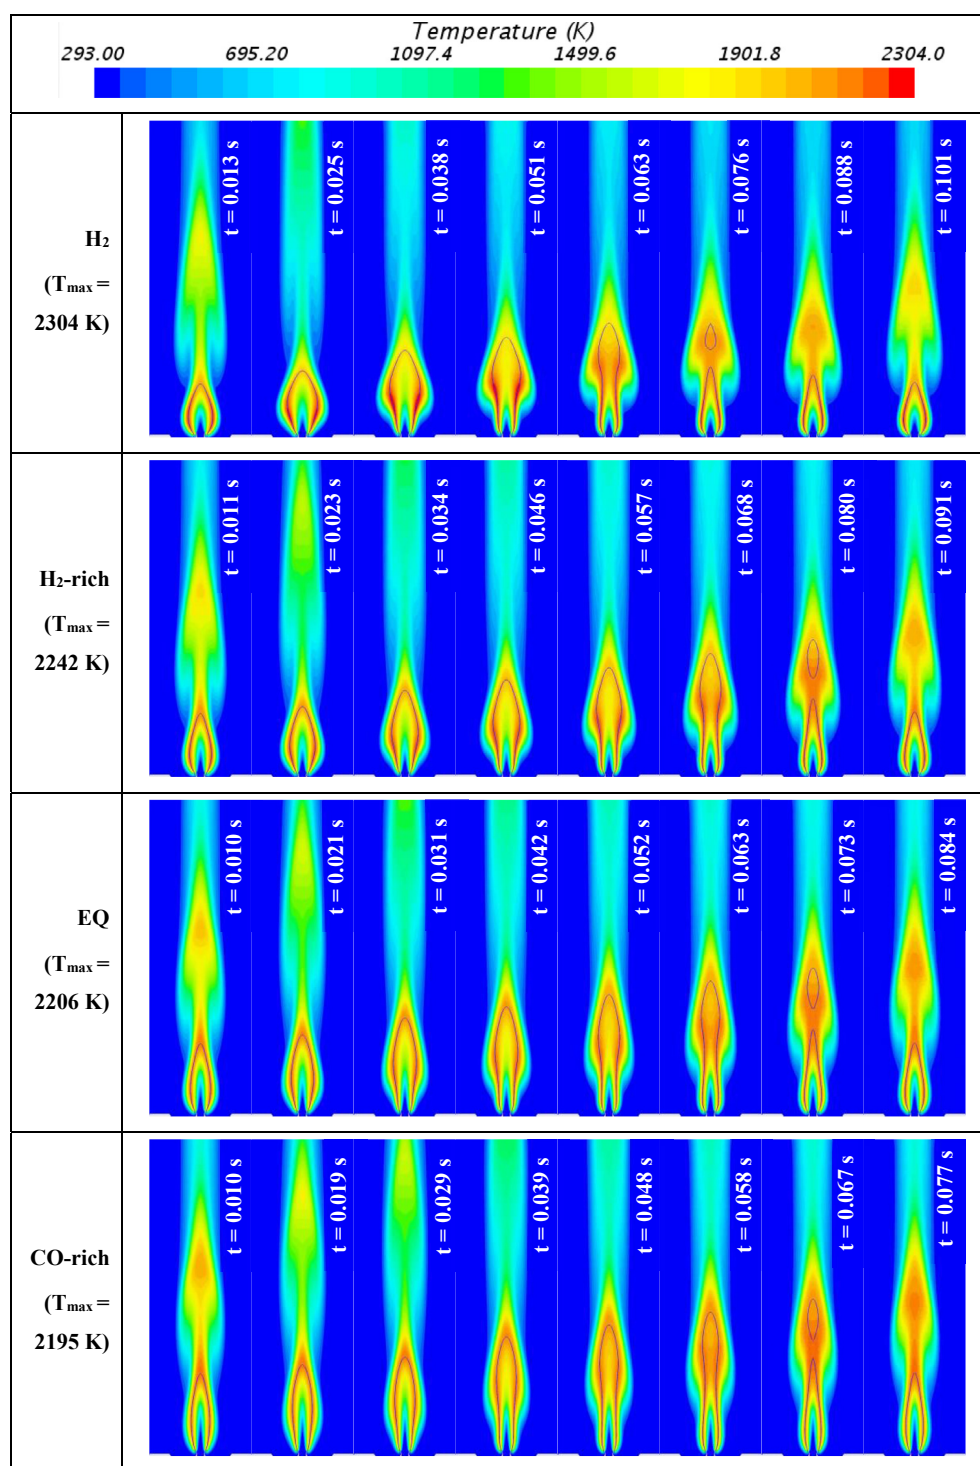 Temperature (K)
293.00 695.20 1097.4 1499.6 1901.8 2304.0
H₂
(Tmax =
2304 K)
t = 0.013 s
t = 0.025 s
t = 0.038 s
t = 0.051 s
t = 0.063 s
t = 0.076 s
t = 0.088 s
t = 0.101 s
H₂-rich
(Tmax =
2242 K)
t = 0.011 s
t = 0.023 s
t = 0.034 s
t = 0.046 s
t = 0.057 s
t = 0.068 s
t = 0.080 s
t = 0.091 s
EQ
(Tmax =
2206 K)
t = 0.010 s
t = 0.021 s
t = 0.031 s
t = 0.042 s
t = 0.052 s
t = 0.063 s
t = 0.073 s
t = 0.084 s
CO-rich
(Tmax =
2195 K)
t = 0.010 s
t = 0.019 s
t = 0.029 s
t = 0.039 s
t = 0.048 s
t = 0.058 s
t = 0.067 s
t = 0.077 s